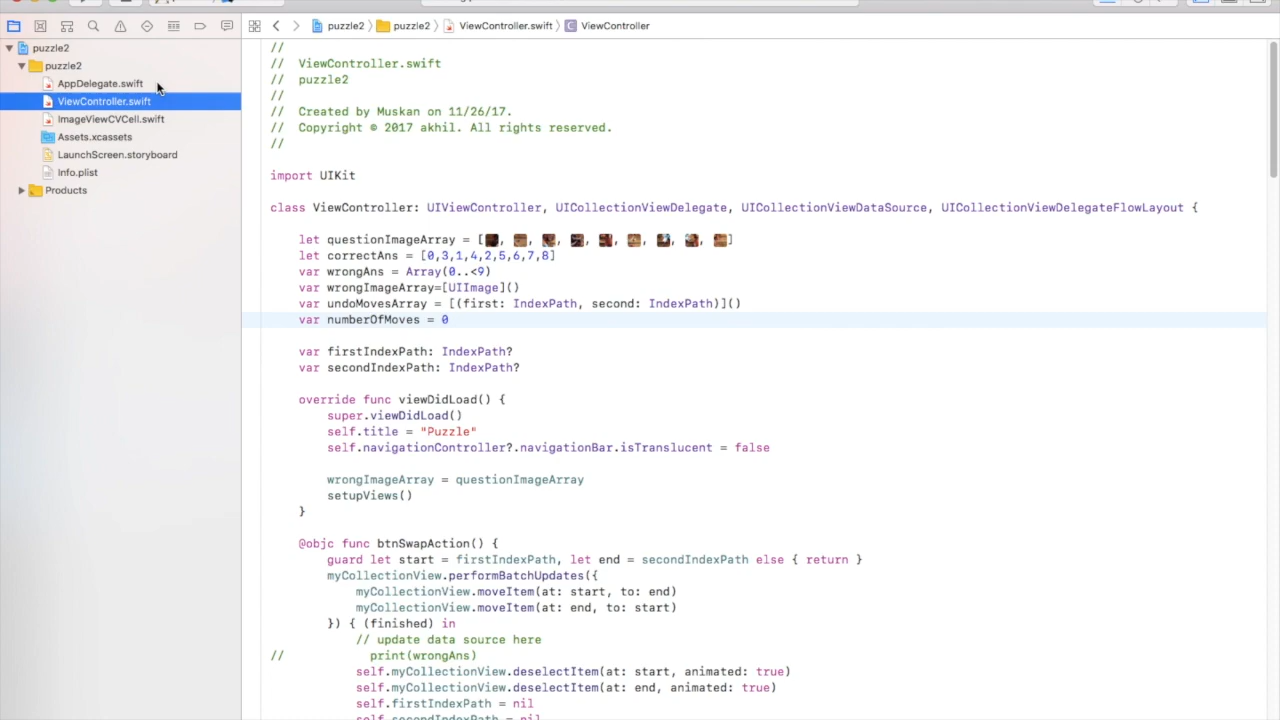 puzzle2 puzzle2 ViewController.swift ViewController
puzzle2
puzzle2
AppDelegate.swift
ViewController.swift
ImageViewCVCell.swift
Assets.xcassets
LaunchScreen.storyboard
Info.plist
Products
//
// ViewController.swift
// puzzle2
//
// Created by Muskan on 11/26/17.
// Copyright © 2017 akhil. All rights reserved.
//
import UIKit
class ViewController: UIViewController, UICollectionViewDelegate, UICollectionViewDataSource, UICollectionViewDelegateFlowLayout {
let questionImageArray = [ , , , , , , , , ]
let correctAns = [0,3,1,4,2,5,6,7,8]
var wrongAns = Array(0..<9)
var wrongImageArray=[UIImage]()
var undoMovesArray = [(first: IndexPath, second: IndexPath)]()
var numberOfMoves = 0
var firstIndexPath: IndexPath?
var secondIndexPath: IndexPath?
override func viewDidLoad() {
super.viewDidLoad()
self.title = "Puzzle"
self.navigationController?.navigationBar.isTranslucent = false
wrongImageArray = questionImageArray
setupViews()
}
@objc func btnSwapAction() {
guard let start = firstIndexPath, let end = secondIndexPath else { return }
myCollectionView.performBatchUpdates({
myCollectionView.moveItem(at: start, to: end)
myCollectionView.moveItem(at: end, to: start)
}) { (finished) in
// update data source here
// print(wrongAns)
self.myCollectionView.deselectItem(at: start, animated: true)
self.myCollectionView.deselectItem(at: end, animated: true)
self.firstIndexPath = nil
self.secondIndexPath = nil